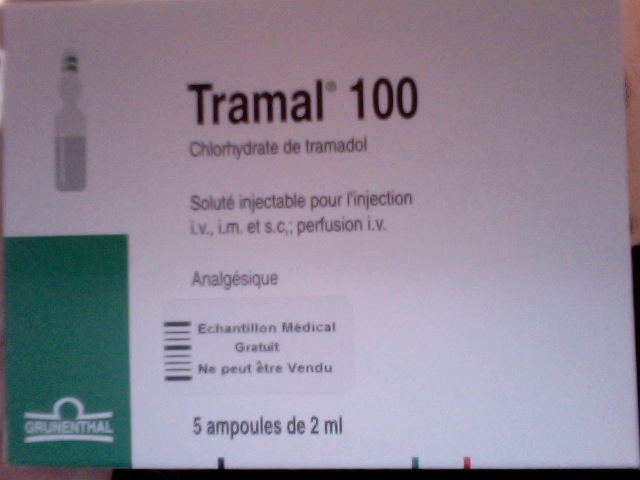 Tramal® 100
Chlorhydrate de tramadol
Soluté injectable pour l'injection
i.v., i.m. et s.c,; perfusion i.v.
Analgésique
Echantillon Médical
Gratuit
Ne peut être Vendu
GRÜNENTHAL
5 ampoules de 2 ml